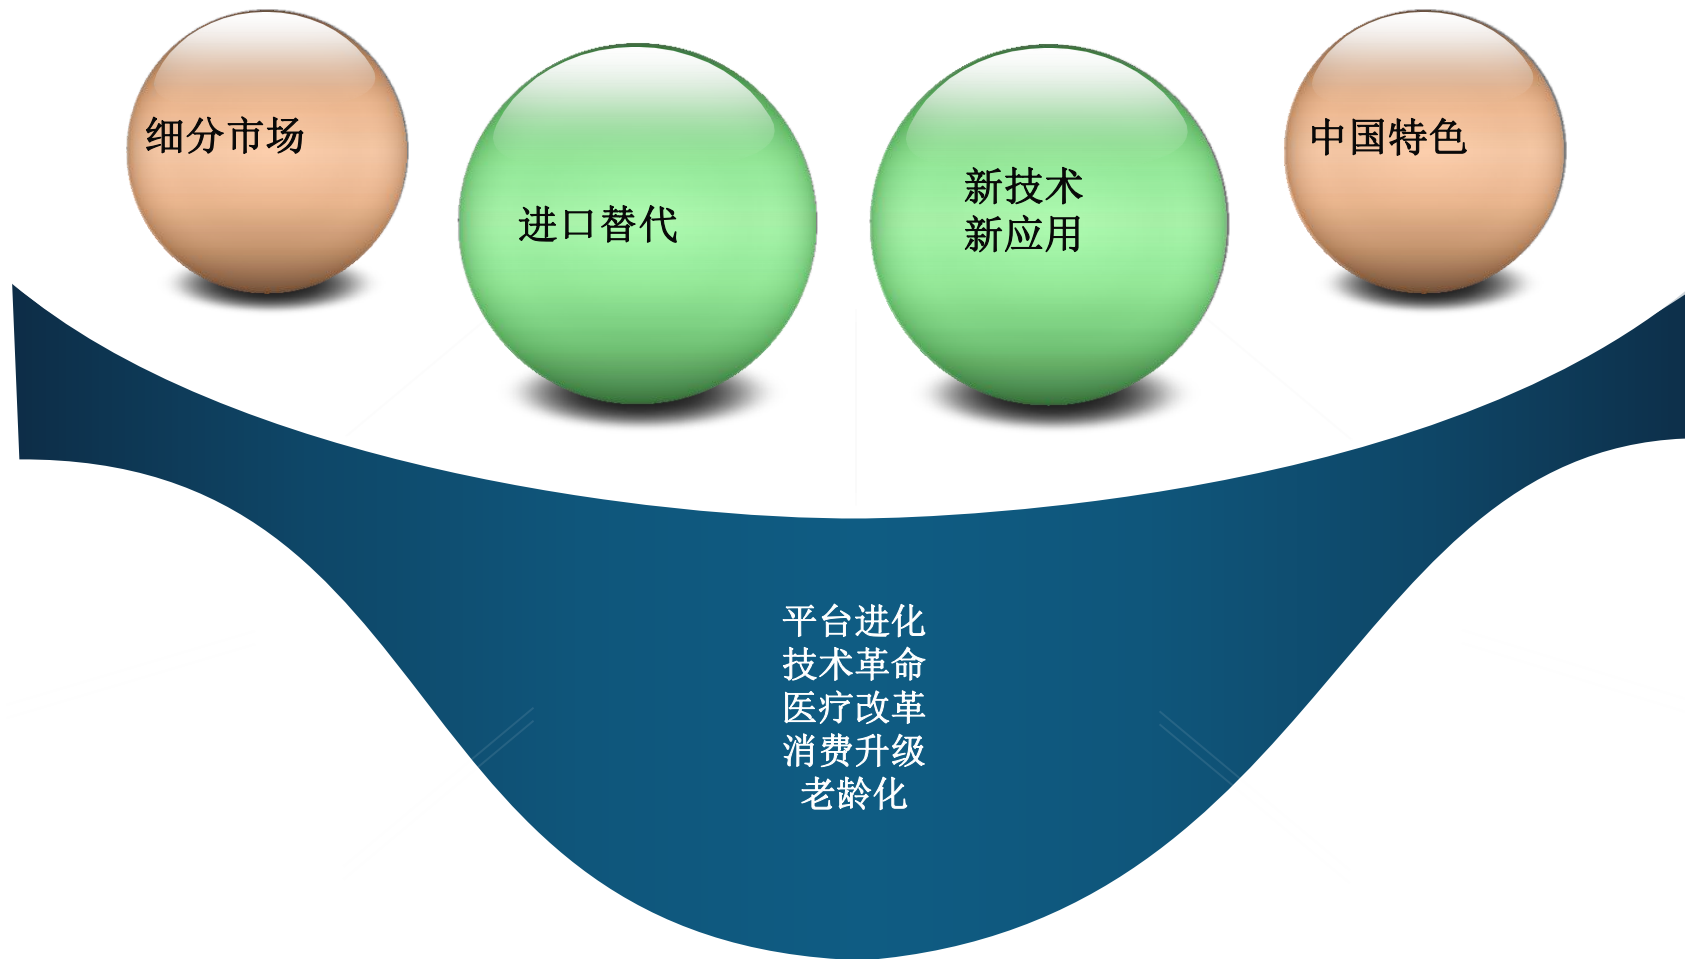 细分市场
进口替代
新技术
新应用
中国特色
平台进化
技术革命
医疗改革
消费升级
老龄化